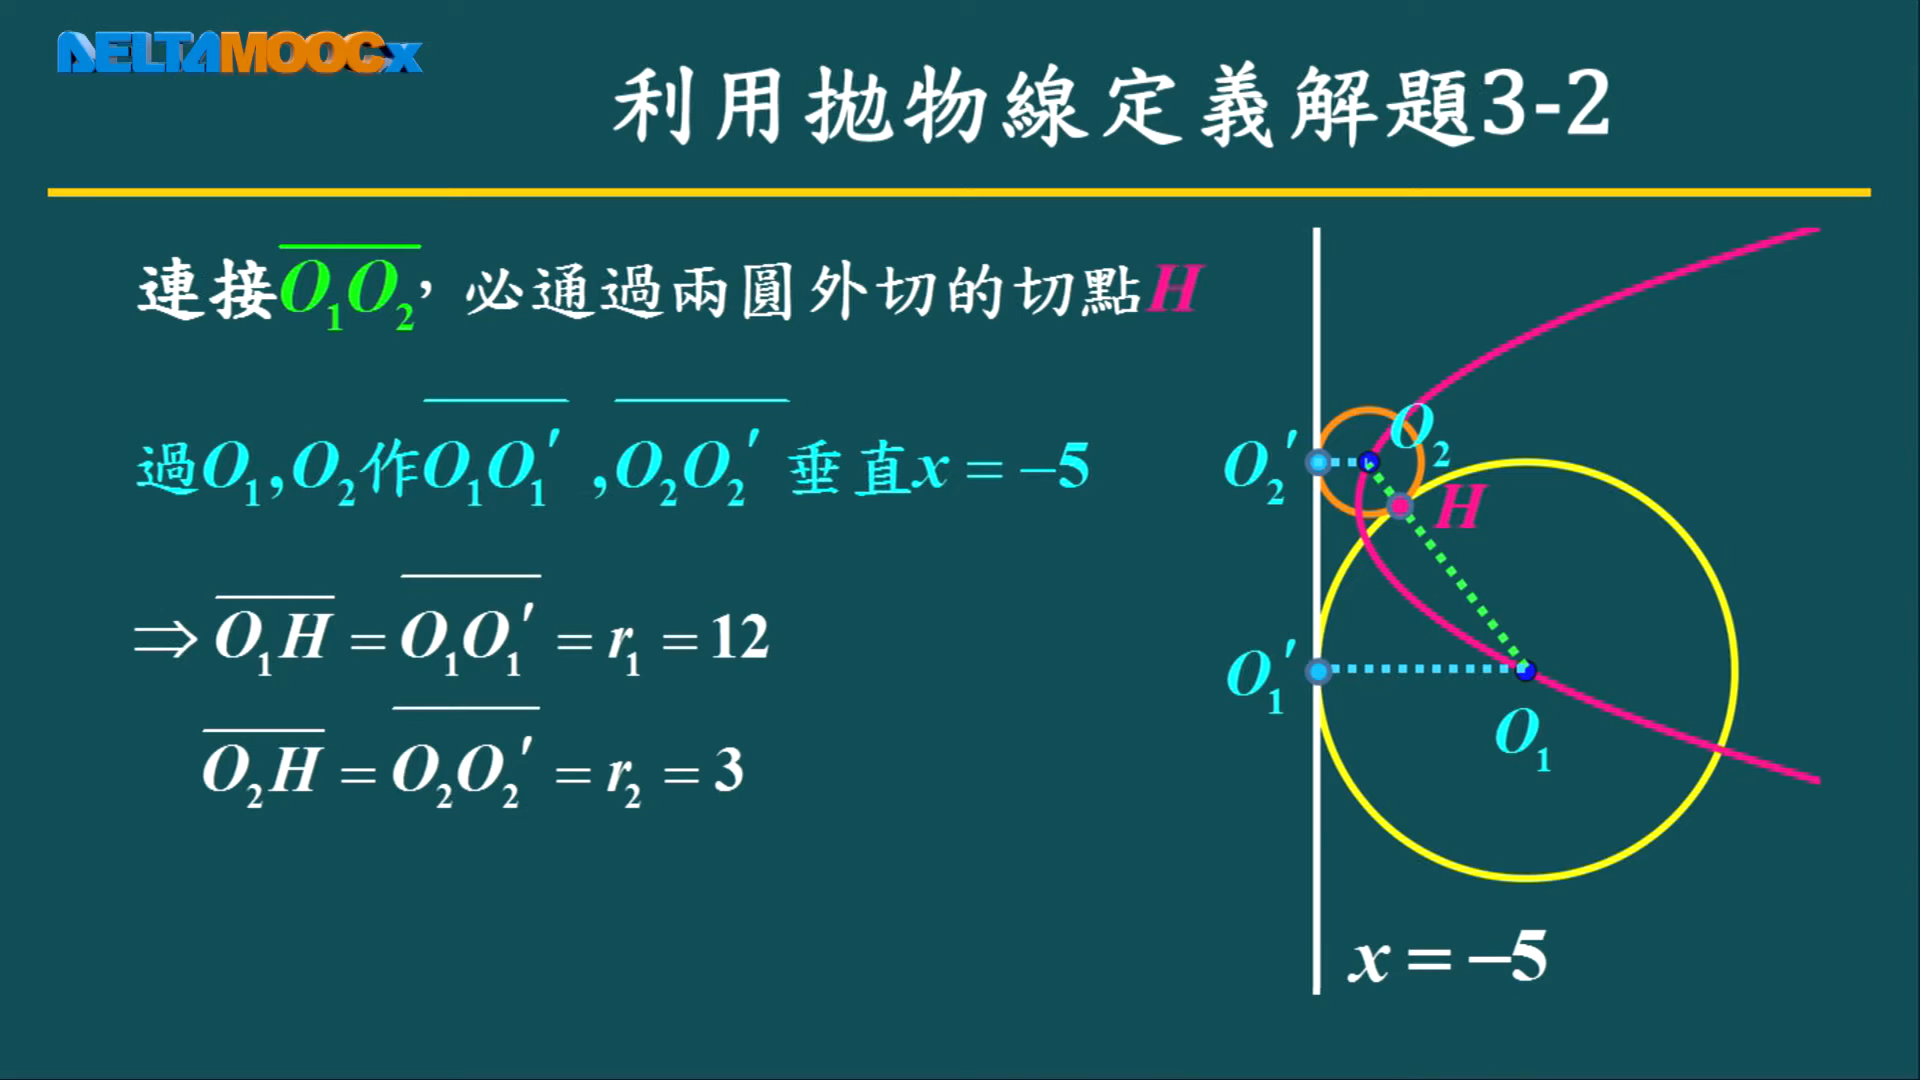 DELTAMOOCx
利用拋物線定義解題3-2
連接O₁O₂，必通過兩圓外切的切點H
過O₁,O₂作O₁O₁′,O₂O₂′垂直x=−5
⇒O₁H=O₁O₁′=r₁=12
O₂H=O₂O₂′=r₂=3
O₂
O₂′
H
O₁′
O₁
x=−5